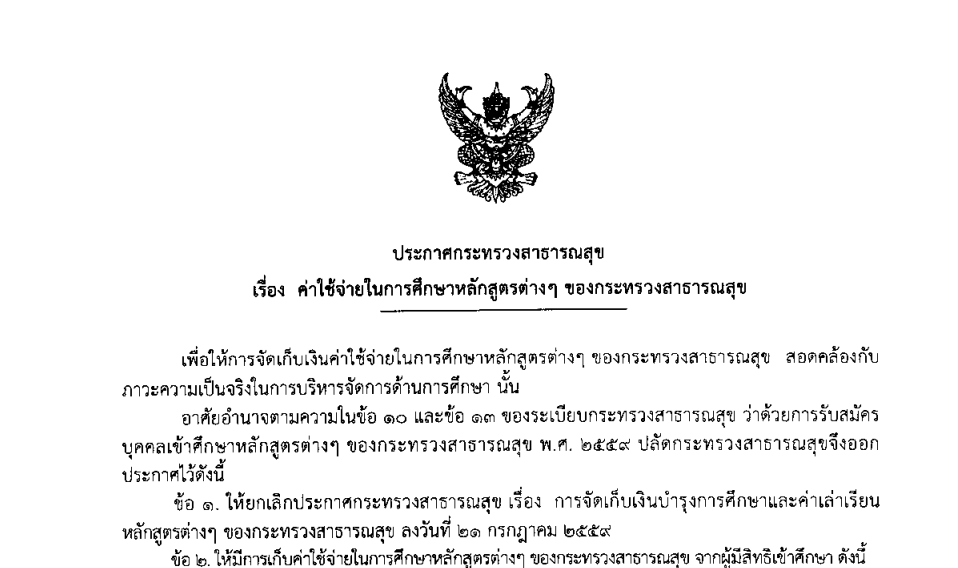 ประกาศกระทรวงสาธารณสุข
เรื่อง ค่าใช้จ่ายในการศึกษาหลักสูตรต่างๆ ของกระทรวงสาธารณสุข
เพื่อให้การจัดเก็บเงินค่าใช้จ่ายในการศึกษาหลักสูตรต่างๆ ของกระทรวงสาธารณสุข สอดคล้องกับ
ภาวะความเป็นจริงในการบริหารจัดการด้านการศึกษา นั้น
อาศัยอำนาจตามความในข้อ ๑๐ และข้อ ๑๓ ของระเบียบกระทรวงสาธารณสุข ว่าด้วยการรับสมัคร
บุคคลเข้าศึกษาหลักสูตรต่างๆ ของกระทรวงสาธารณสุข พ.ศ. ๒๕๕๙ ปลัดกระทรวงสาธารณสุขจึงออก
ประกาศไว้ดังนี้
ข้อ ๑. ให้ยกเลิกประกาศกระทรวงสาธารณสุข เรื่อง การจัดเก็บเงินบำรุงการศึกษาและค่าเล่าเรียน
หลักสูตรต่างๆ ของกระทรวงสาธารณสุข ลงวันที่ ๒๑ กรกฎาคม ๒๕๕๙
ข้อ ๒. ให้มีการเก็บค่าใช้จ่ายในการศึกษาหลักสูตรต่างๆ ของกระทรวงสาธารณสุข จากผู้มีสิทธิเข้าศึกษา ดังนี้